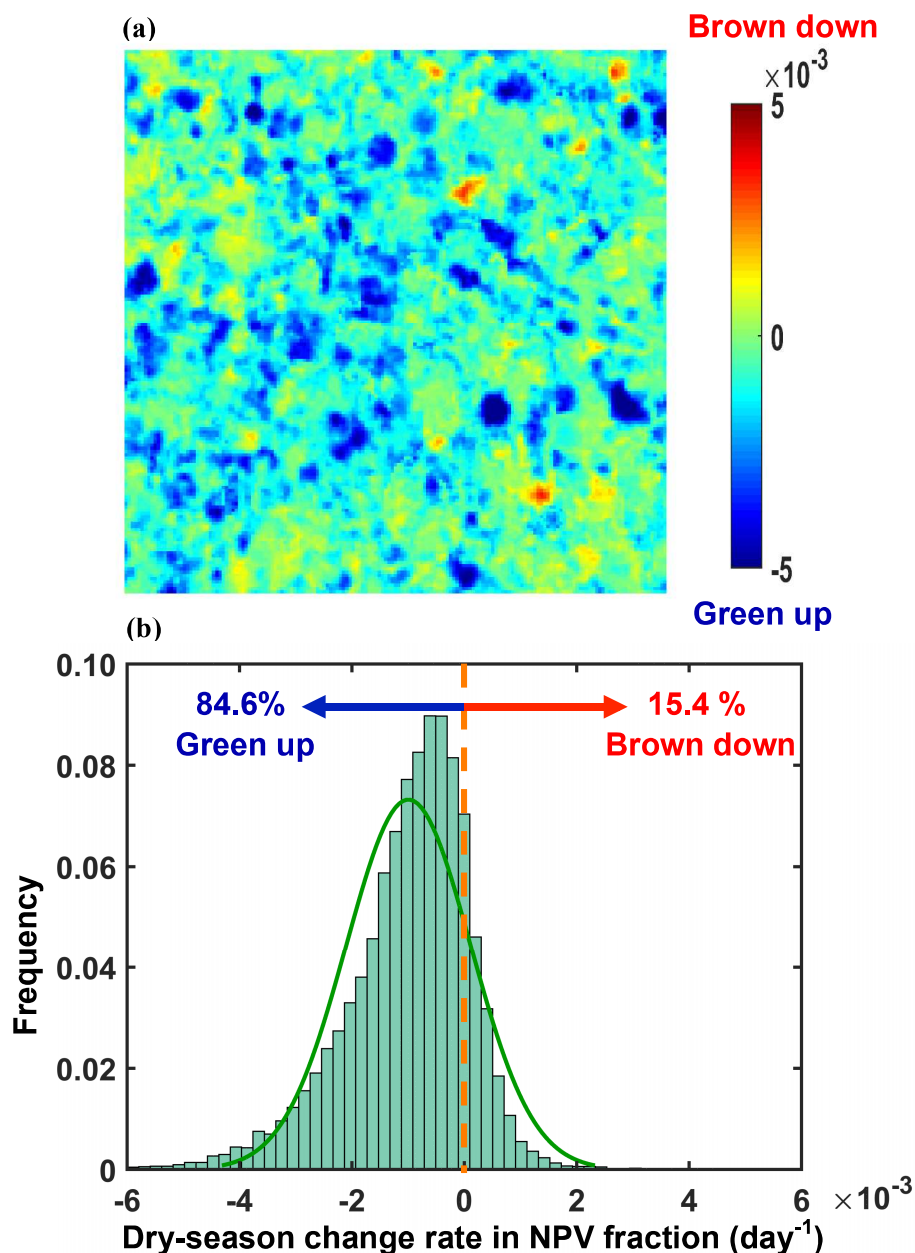 (a)
Brown down
×10⁻³
5
0
-5
Green up
(b)
0.10
0.08
0.06
0.04
0.02
0
Frequency
84.6%
Green up
15.4 %
Brown down
-6 -4 -2 0 2 4 6 ×10⁻³
Dry-season change rate in NPV fraction (day⁻¹)